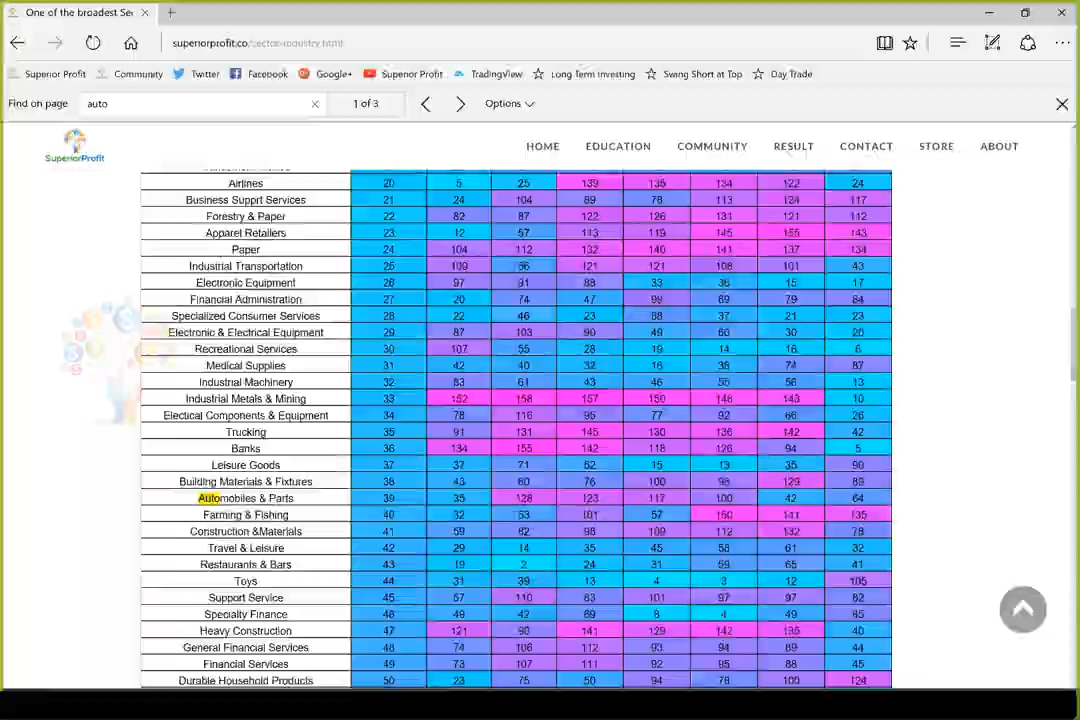 One of the broadest Sec
superiorprofit.co/sector-industry.html
Superior Profit Community Twitter Facebook Google+ Superior Profit TradingView Long Term Investing Swing Short at Top Day Trade
Find on page auto 1 of 3 Options
SuperiorProfit
HOME EDUCATION COMMUNITY RESULT CONTACT STORE ABOUT
Airlines 20 5 25 139 135 134 122 24
Business Supprt Services 21 24 104 89 78 113 124 117
Forestry & Paper 22 82 87 122 126 131 121 112
Apparel Retailers 23 12 57 113 119 145 155 143
Paper 24 104 112 132 140 141 137 134
Industrial Transportation 25 109 56 121 121 108 101 43
Electronic Equipment 26 97 91 88 33 36 15 17
Financial Administration 27 20 74 47 99 69 79 84
Specialized Consumer Services 28 22 46 23 68 37 21 23
Electronic & Electrical Equipment 29 87 103 90 49 60 30 20
Recreational Services 30 107 55 28 19 14 16 6
Medical Supplies 31 42 40 32 16 38 74 87
Industrial Machinery 32 83 61 43 46 56 56 13
Industrial Metals & Mining 33 152 158 157 150 146 143 10
Electical Components & Equipment 34 78 116 95 77 92 66 26
Trucking 35 91 131 145 130 136 142 42
Banks 36 134 155 142 118 126 94 5
Leisure Goods 37 37 71 52 15 13 35 90
Building Materials & Fixtures 38 43 60 76 100 98 129 89
Automobiles & Parts 39 35 128 123 117 100 42 64
Farming & Fishing 40 32 53 101 57 150 141 135
Construction &Materials 41 59 62 98 109 112 132 78
Travel & Leisure 42 29 14 35 45 58 61 32
Restaurants & Bars 43 19 2 24 31 59 65 41
Toys 44 31 39 13 4 3 12 105
Support Service 45 57 110 63 101 97 97 82
Specialty Finance 46 49 42 69 8 4 49 65
Heavy Construction 47 121 90 141 129 142 135 40
General Financial Services 48 74 106 112 93 94 89 44
Financial Services 49 73 107 111 92 95 88 45
Durable Household Products 50 23 75 50 94 78 100 124